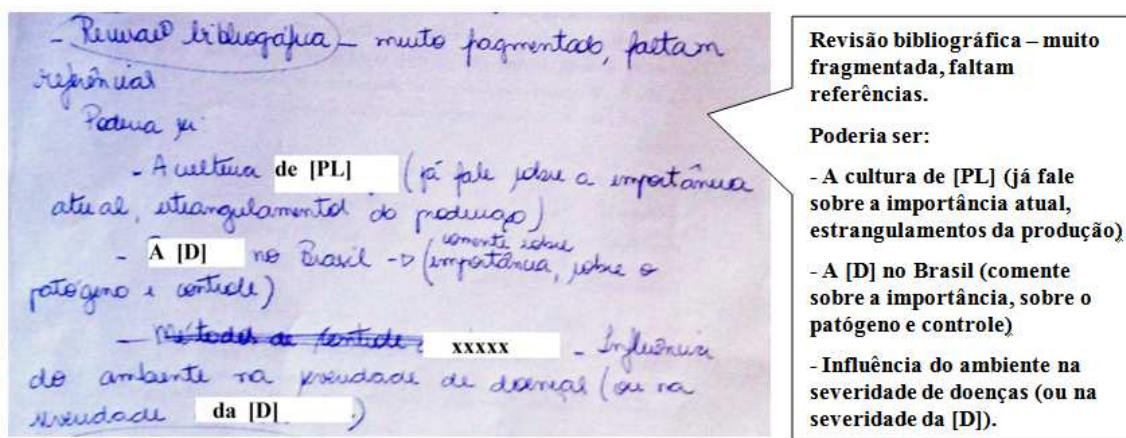 - Revisão bibliográfica - muito fragmentado, faltam
referências
Poderia ser:
- A cultura de [PL] (já fale sobre a importância
atual, estrangulamentos da produção)
- A [D] no Brasil -> (comente sobre importância, sobre o
patógeno e controle)
- Métodos de controle xxxxx - Influência
do ambiente na severidade de doenças (ou na
severidade da [D] )
Revisão bibliográfica – muito
fragmentada, faltam
referências.
Poderia ser:
- A cultura de [PL] (já fale
sobre a importância atual,
estrangulamentos da produção)
- A [D] no Brasil (comente
sobre a importância, sobre o
patógeno e controle)
- Influência do ambiente na
severidade de doenças (ou na
severidade da [D]).